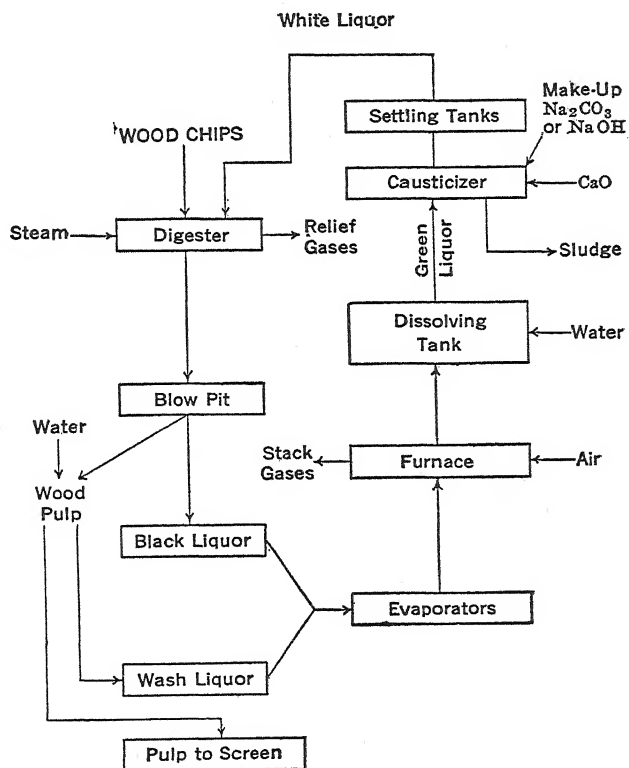 White Liquor
Make-Up
Na₂CO₃
or NaOH
Settling Tanks
WOOD CHIPS
Causticizer
CaO
Steam
Digester
Relief
Gases
Green
Liquor
Sludge
Dissolving
Tank
Water
Blow Pit
Water
Stack
Gases
Furnace
Air
Wood
Pulp
Black Liquor
Evaporators
Wash Liquor
Pulp to Screen